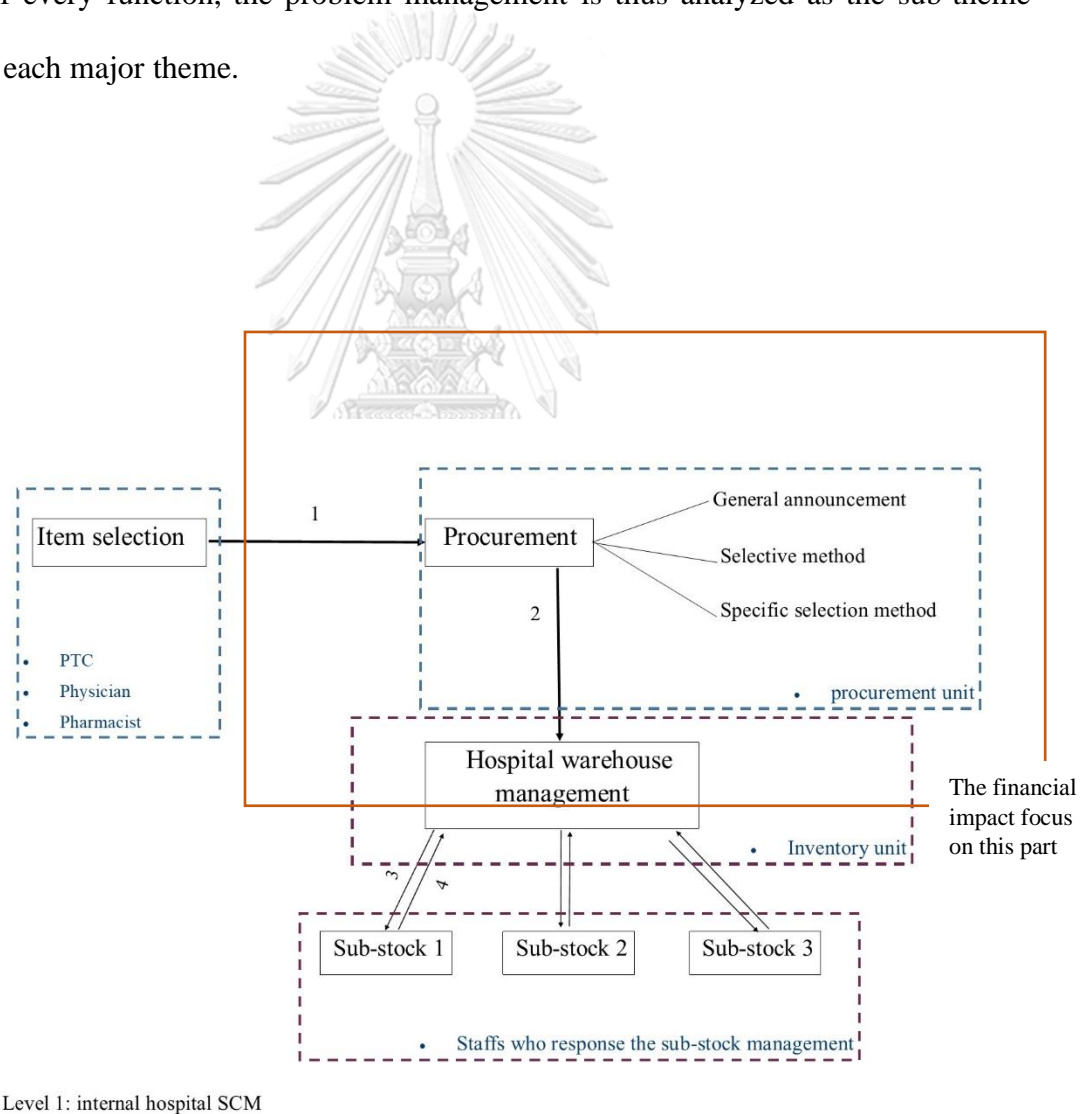 every function, the problem management is thus analyzed as the sub-theme
each major theme.
General announcement
1
Item selection
Procurement
Selective method
2
Specific selection method
• PTC
• Physician
• Pharmacist
• procurement unit
Hospital warehouse
management
The financial
impact focus
on this part
• Inventory unit
3
4
Sub-stock 1
Sub-stock 2
Sub-stock 3
• Staffs who response the sub-stock management
Level 1: internal hospital SCM